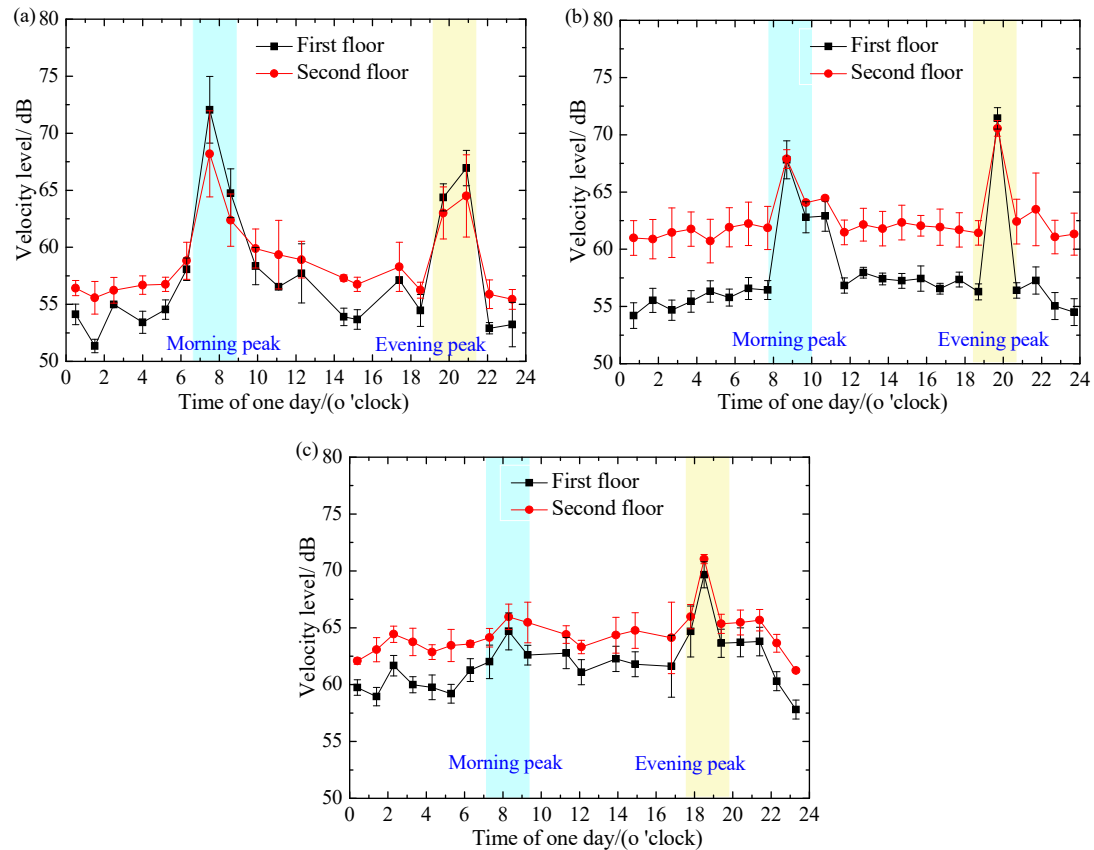 (a)
80
75
70
65
60
55
50
Velocity level/ dB
First floor
Second floor
Morning peak
Evening peak
0 2 4 6 8 10 12 14 16 18 20 22 24
Time of one day/(o 'clock)
(b)
80
75
70
65
60
55
50
Velocity level/ dB
First floor
Second floor
Morning peak
Evening peak
0 2 4 6 8 10 12 14 16 18 20 22 24
Time of one day/(o 'clock)
(c)
80
75
70
65
60
55
50
Velocity level/ dB
First floor
Second floor
Morning peak
Evening peak
0 2 4 6 8 10 12 14 16 18 20 22 24
Time of one day/(o 'clock)